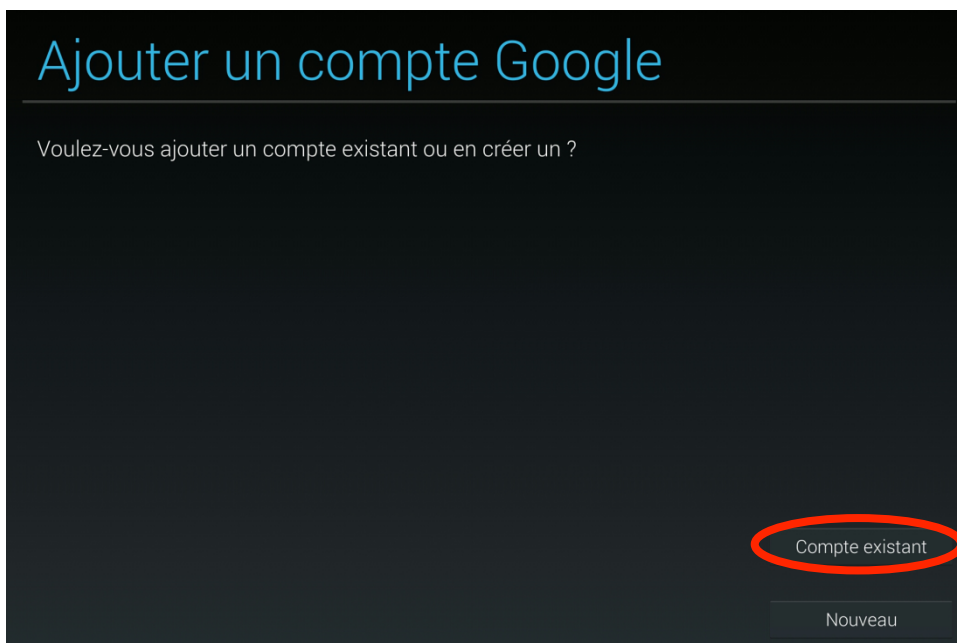 Ajouter un compte Google
Voulez-vous ajouter un compte existant ou en créer un ?
Compte existant
Nouveau